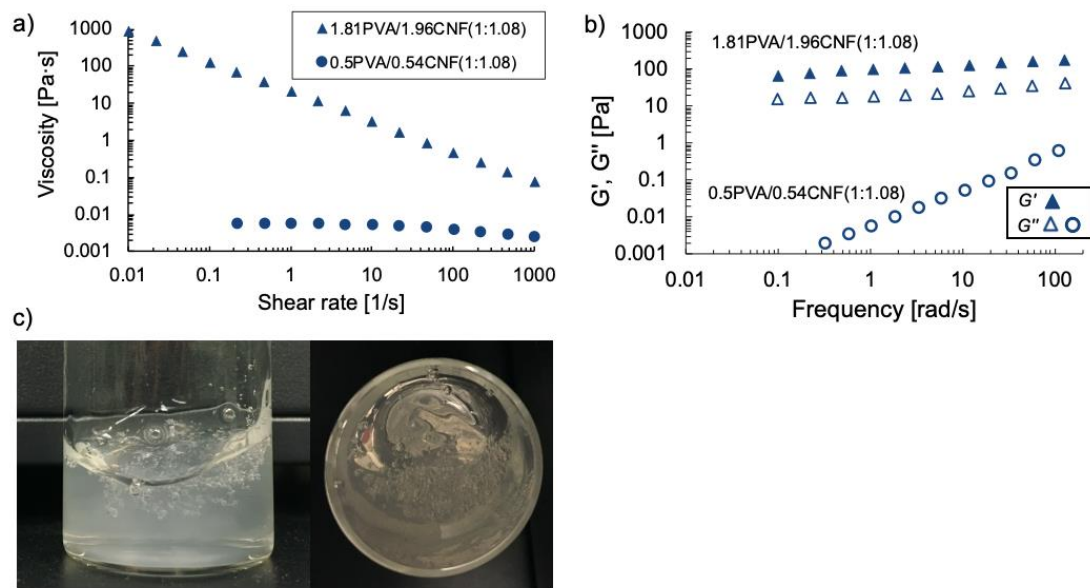 a)
Viscosity [Pa·s]
1000
100
10
1
0.1
0.01
0.001
0.01
0.1
1
10
100
1000
Shear rate [1/s]
1.81PVA/1.96CNF(1:1.08)
0.5PVA/0.54CNF(1:1.08)
b)
G', G" [Pa]
1000
100
10
1
0.1
0.01
0.001
0.01
0.1
1
10
100
Frequency [rad/s]
1.81PVA/1.96CNF(1:1.08)
0.5PVA/0.54CNF(1:1.08)
G'
G"
c)